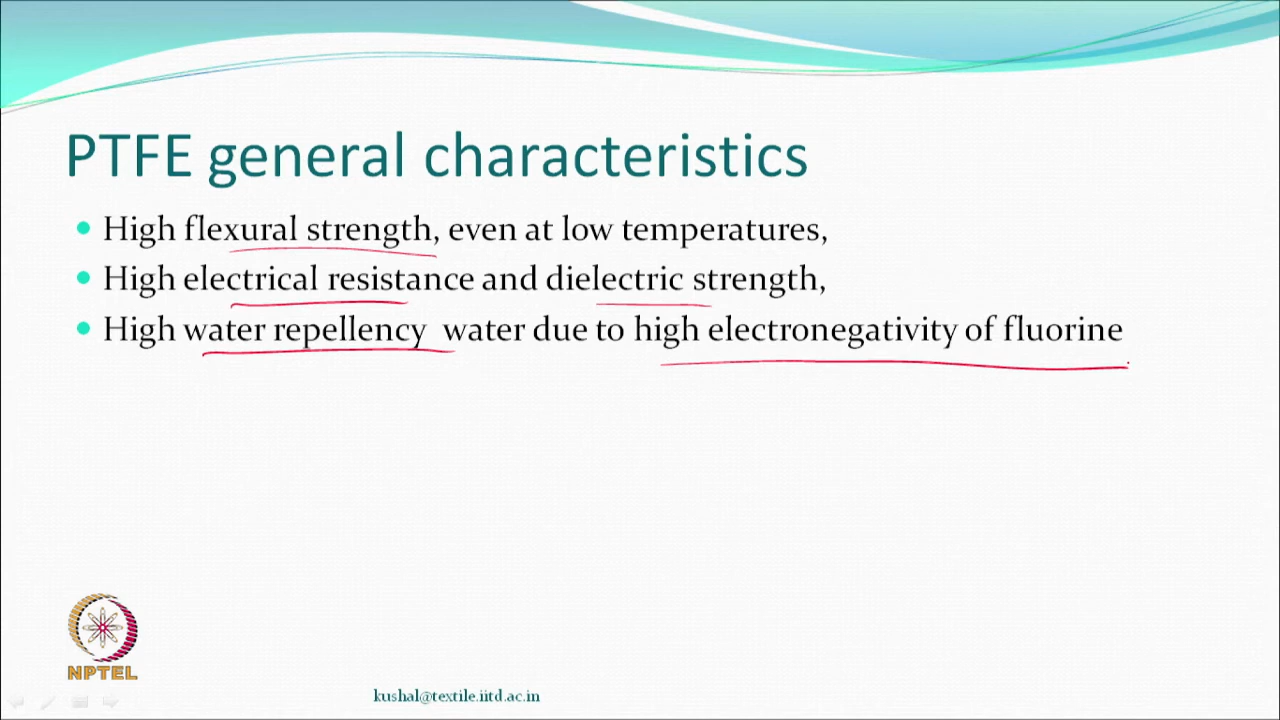 PTFE general characteristics
High flexural strength, even at low temperatures,
High electrical resistance and dielectric strength,
High water repellency water due to high electronegativity of fluorine
NPTEL
kushal@textile.iitd.ac.in